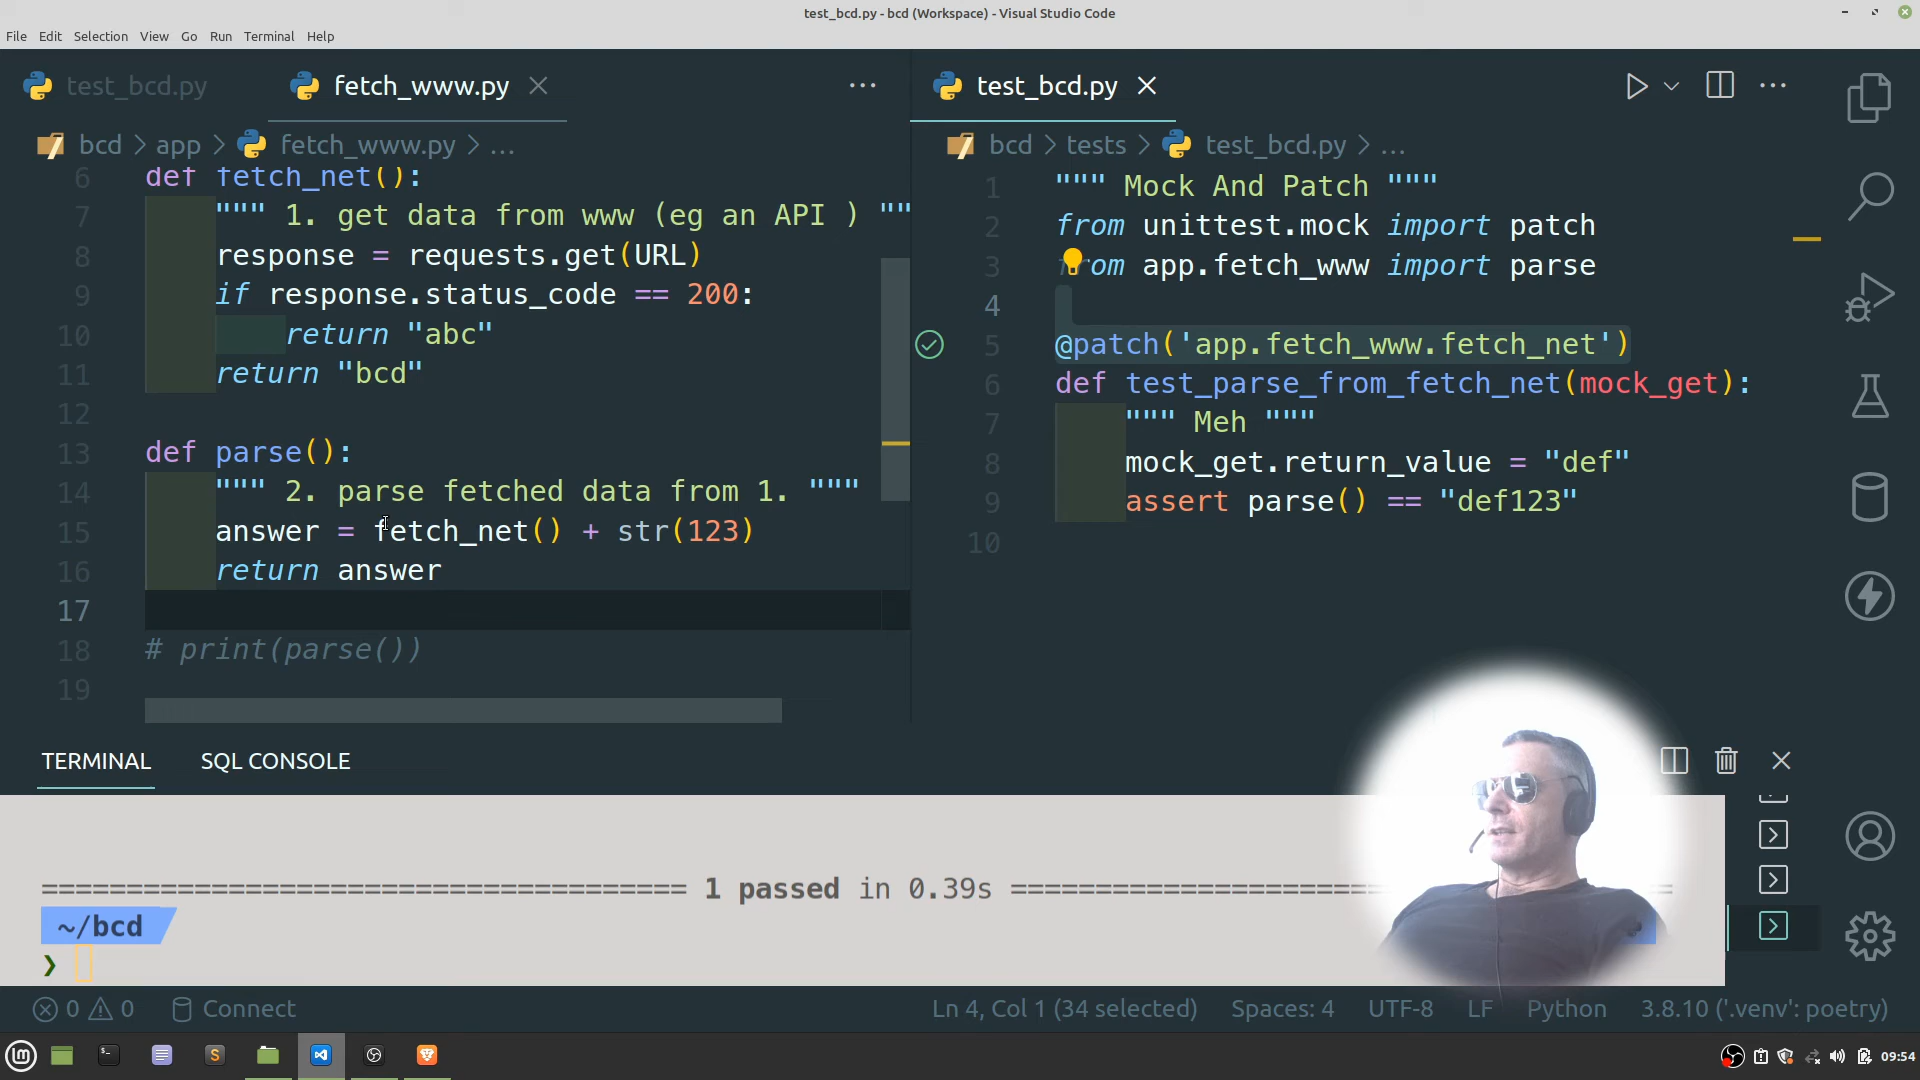 test_bcd.py - bcd (Workspace) - Visual Studio Code
File Edit Selection View Go Run Terminal Help
test_bcd.py fetch_www.py
bcd > app > fetch_www.py > ...
6 def fetch_net():
7 """ 1. get data from www (eg an API ) ""
8 response = requests.get(URL)
9 if response.status_code == 200:
10 return "abc"
11 return "bcd"
12
13 def parse():
14 """ 2. parse fetched data from 1. """
15 answer = fetch_net() + str(123)
16 return answer
17
18 # print(parse())
19
test_bcd.py
bcd > tests > test_bcd.py > ...
1 """ Mock And Patch """
2 from unittest.mock import patch
3 from app.fetch_www import parse
4
5 @patch('app.fetch_www.fetch_net')
6 def test_parse_from_fetch_net(mock_get):
7 """ Meh """
8 mock_get.return_value = "def"
9 assert parse() == "def123"
10
TERMINAL SQL CONSOLE
====================================== 1 passed in 0.39s ======================================
~/bcd
❯
0 0 Connect Ln 4, Col 1 (34 selected) Spaces: 4 UTF-8 LF Python 3.8.10 ('.venv': poetry)
09:54